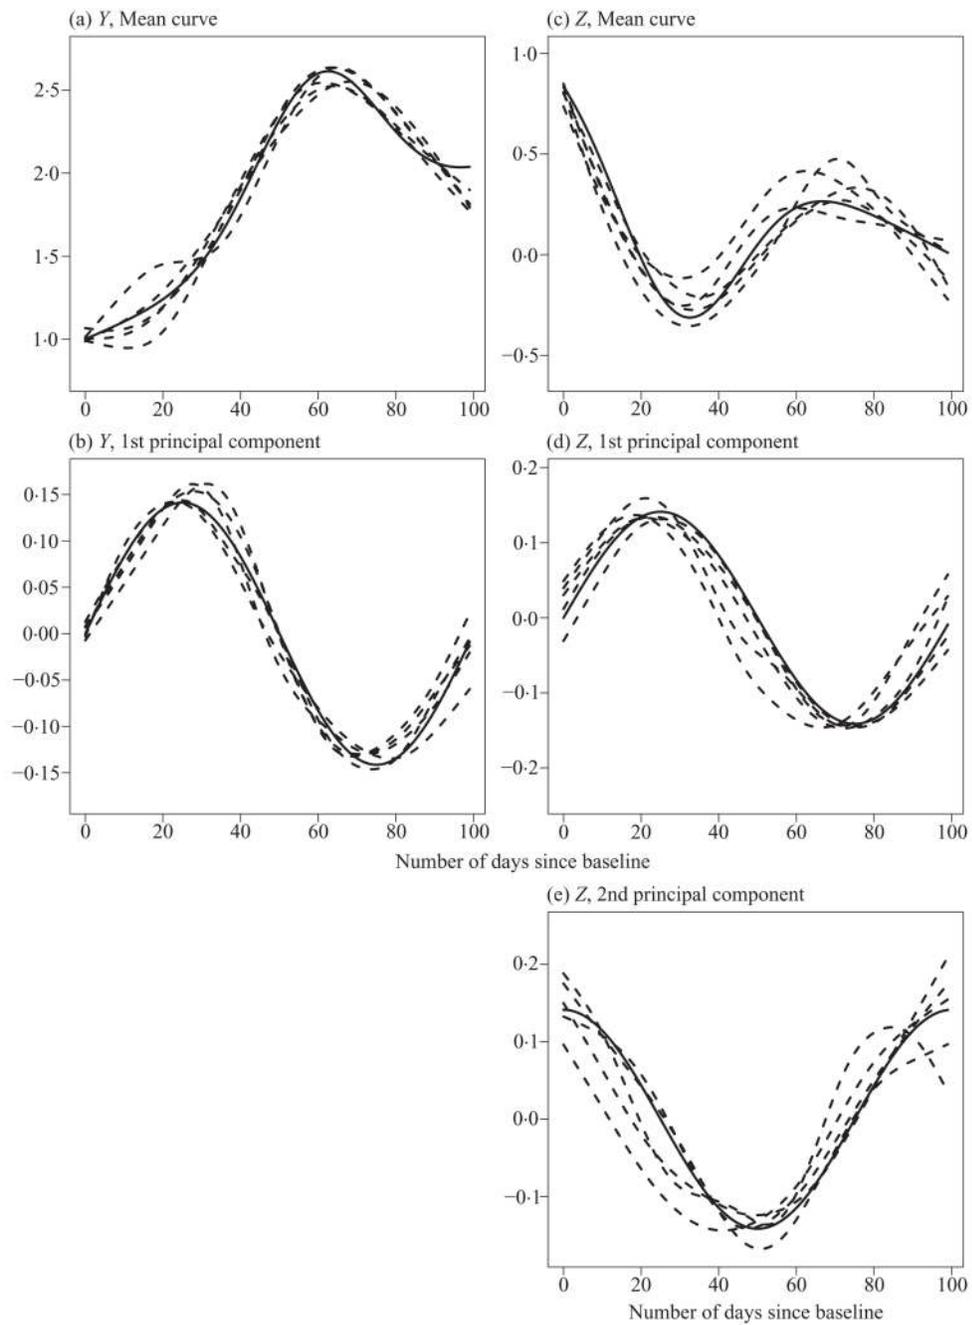 (a) Y, Mean curve
2·5
2·0
1·5
1·0
0 20 40 60 80 100
(c) Z, Mean curve
1·0
0·5
0·0
−0·5
0 20 40 60 80 100
(b) Y, 1st principal component
0·15
0·10
0·05
0·00
−0·05
−0·10
−0·15
0 20 40 60 80 100
(d) Z, 1st principal component
0·2
0·1
0·0
−0·1
−0·2
0 20 40 60 80 100
Number of days since baseline
(e) Z, 2nd principal component
0·2
0·1
0·0
−0·1
0 20 40 60 80 100
Number of days since baseline